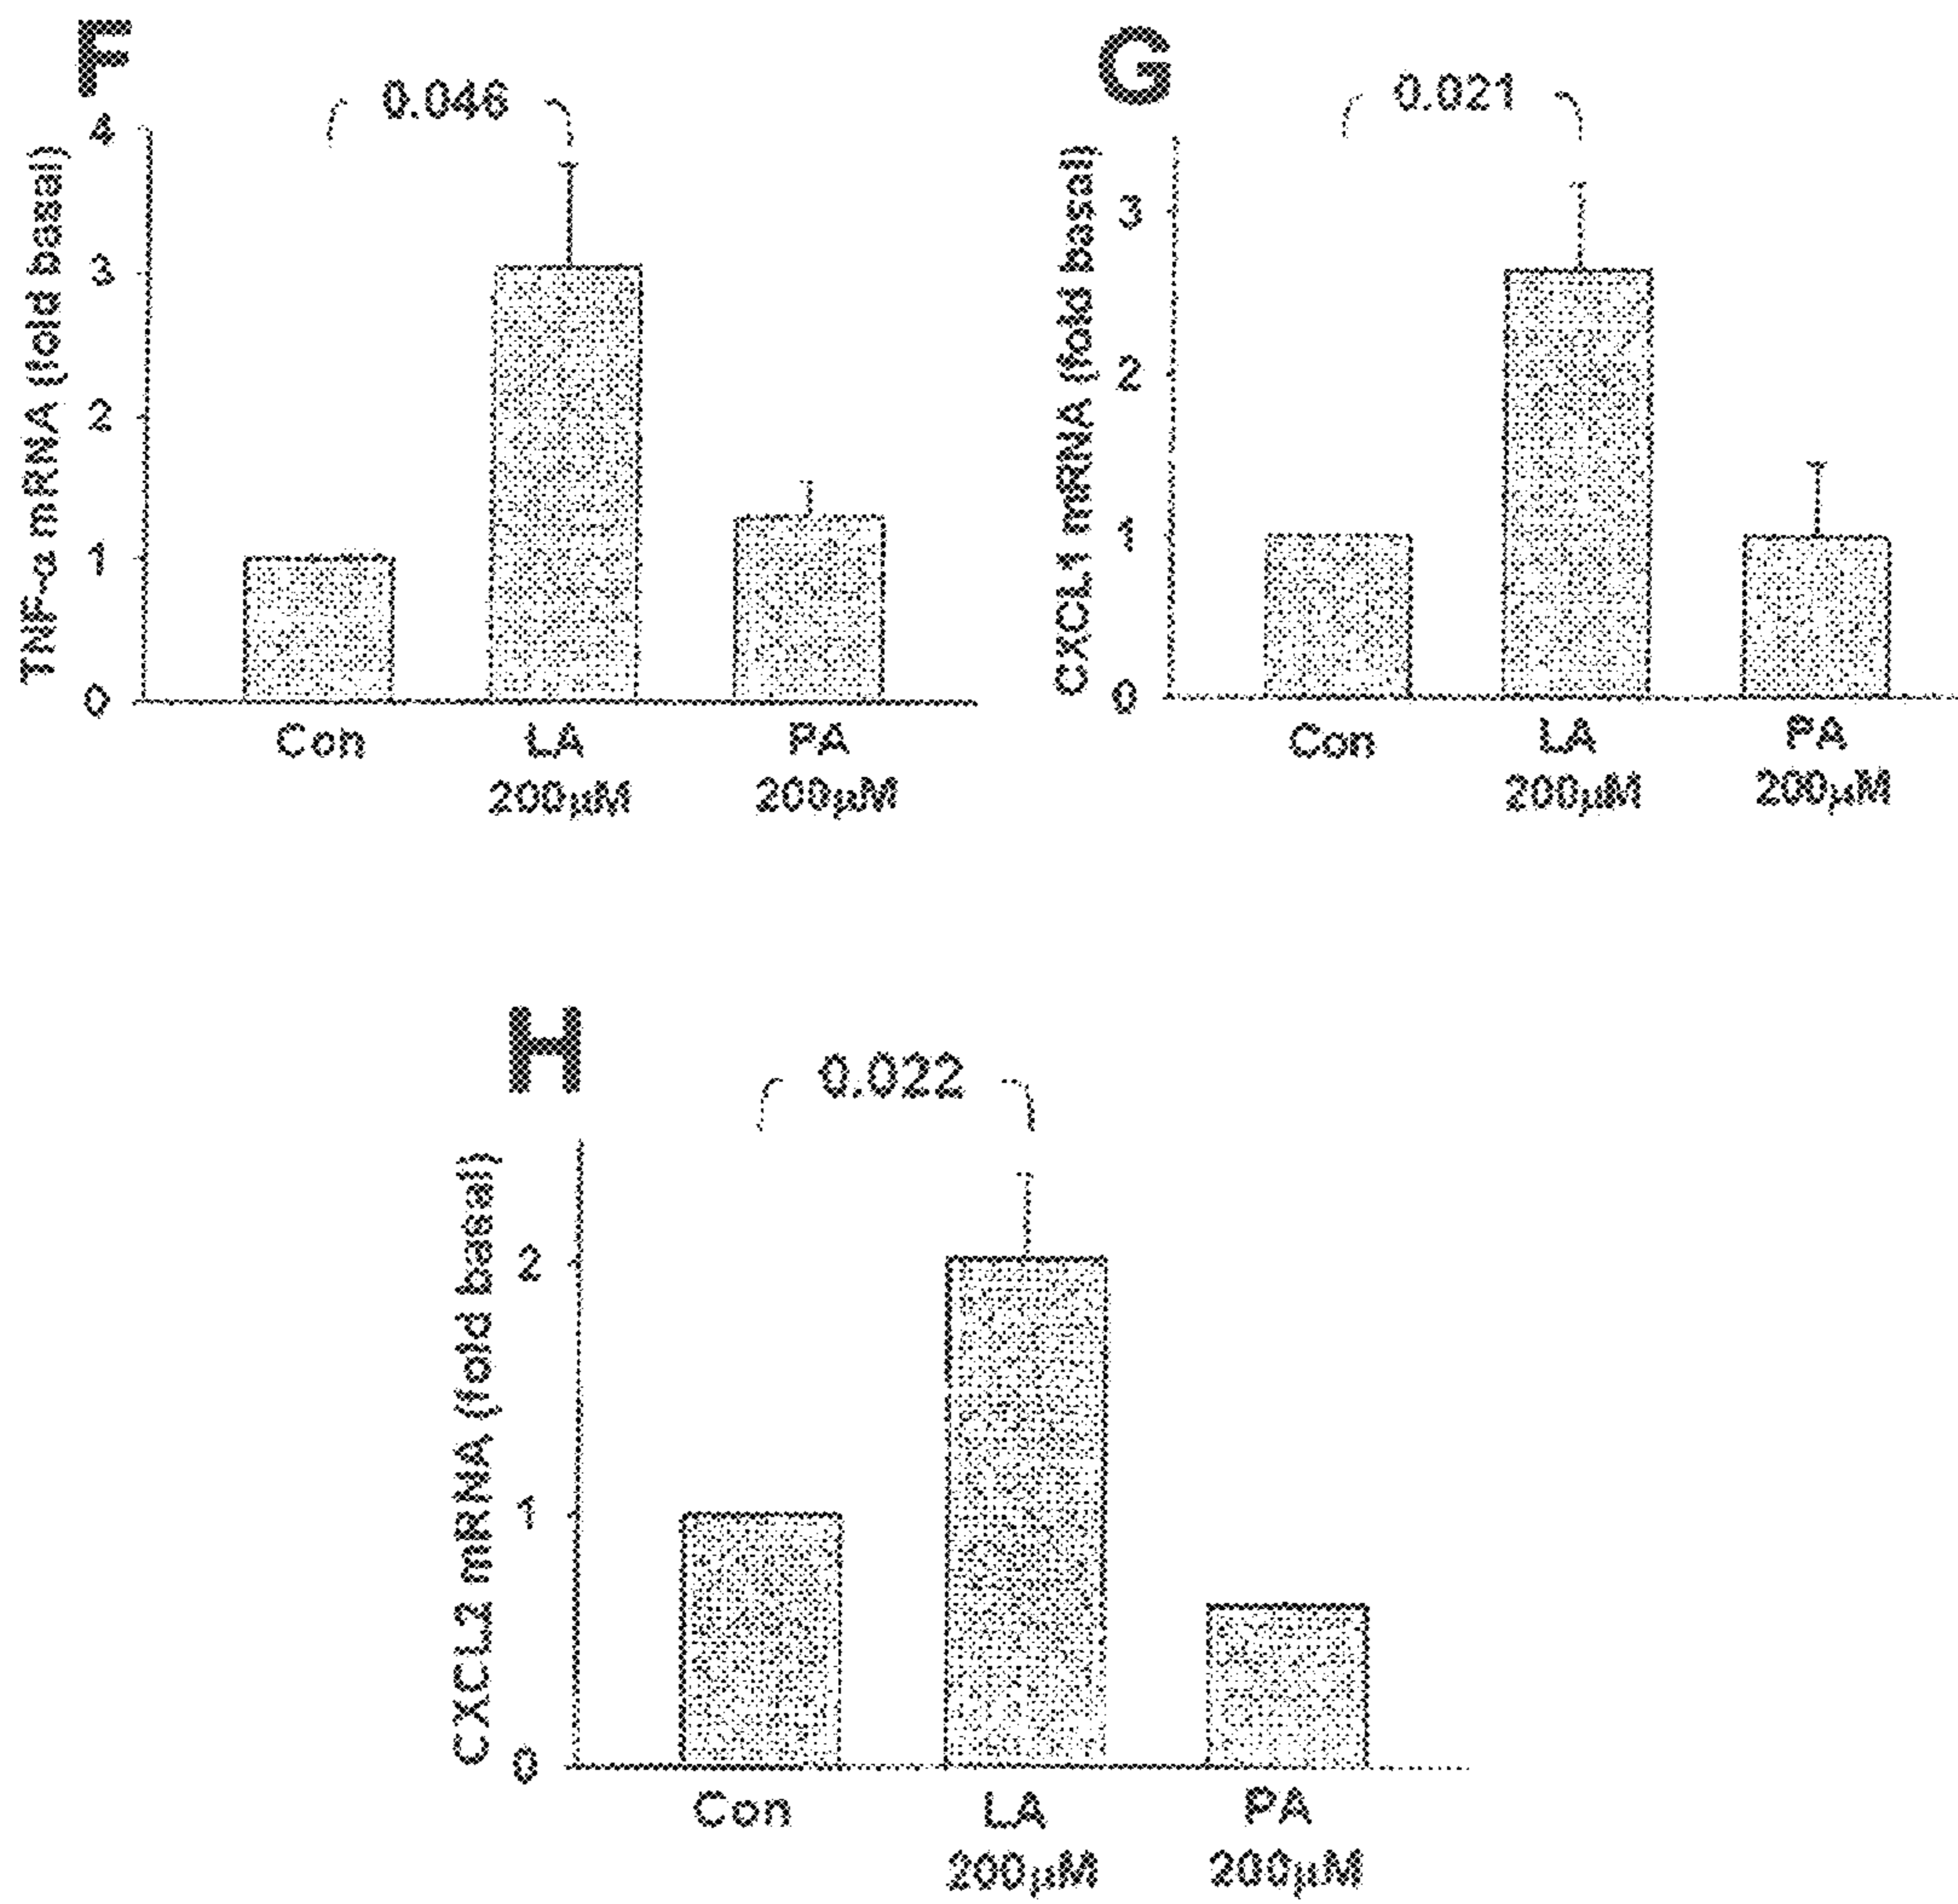 F
0.046
TNF-α mRNA (fold basal)
4
3
2
1
0
Con
LA
PA
200μM
200μM
G
0.021
CXCL1 mRNA (fold basal)
3
2
1
0
Con
LA
PA
200μM
200μM
H
0.022
CXCL2 mRNA (fold basal)
2
1
0
Con
LA
PA
200μM
200μM